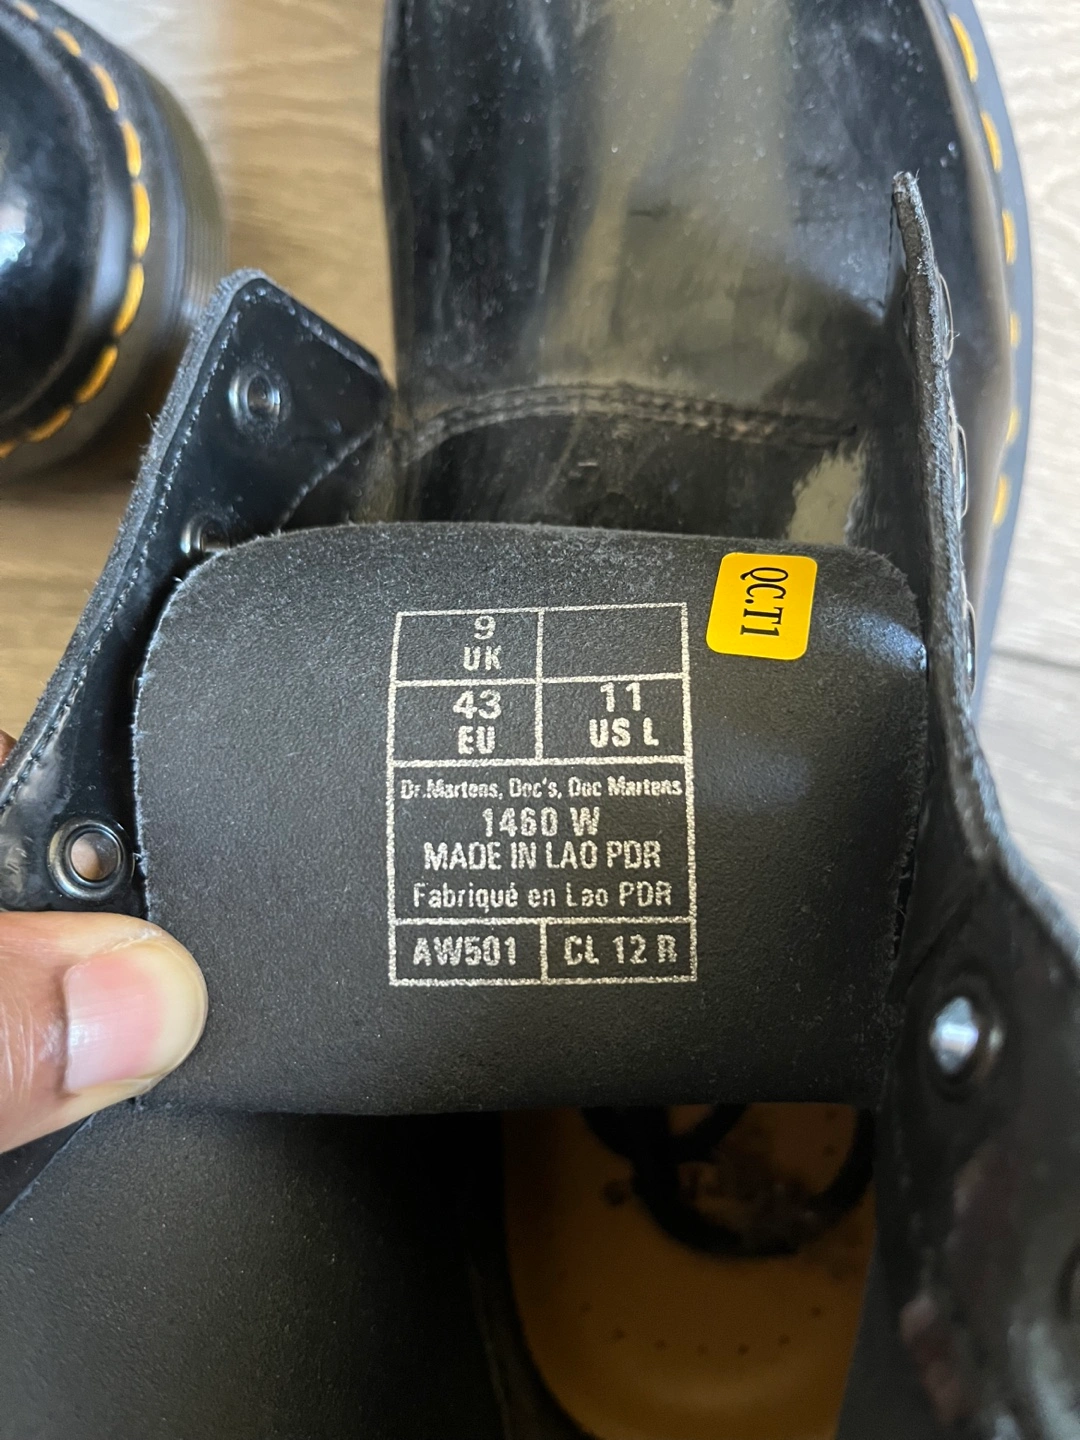 QC.T1
9
UK
43
EU
11
US L
Dr.Martens, Doc's, Doc Martens
1460 W
MADE IN LAO PDR
Fabriqué en Lao PDR
AW501
CL 12 R